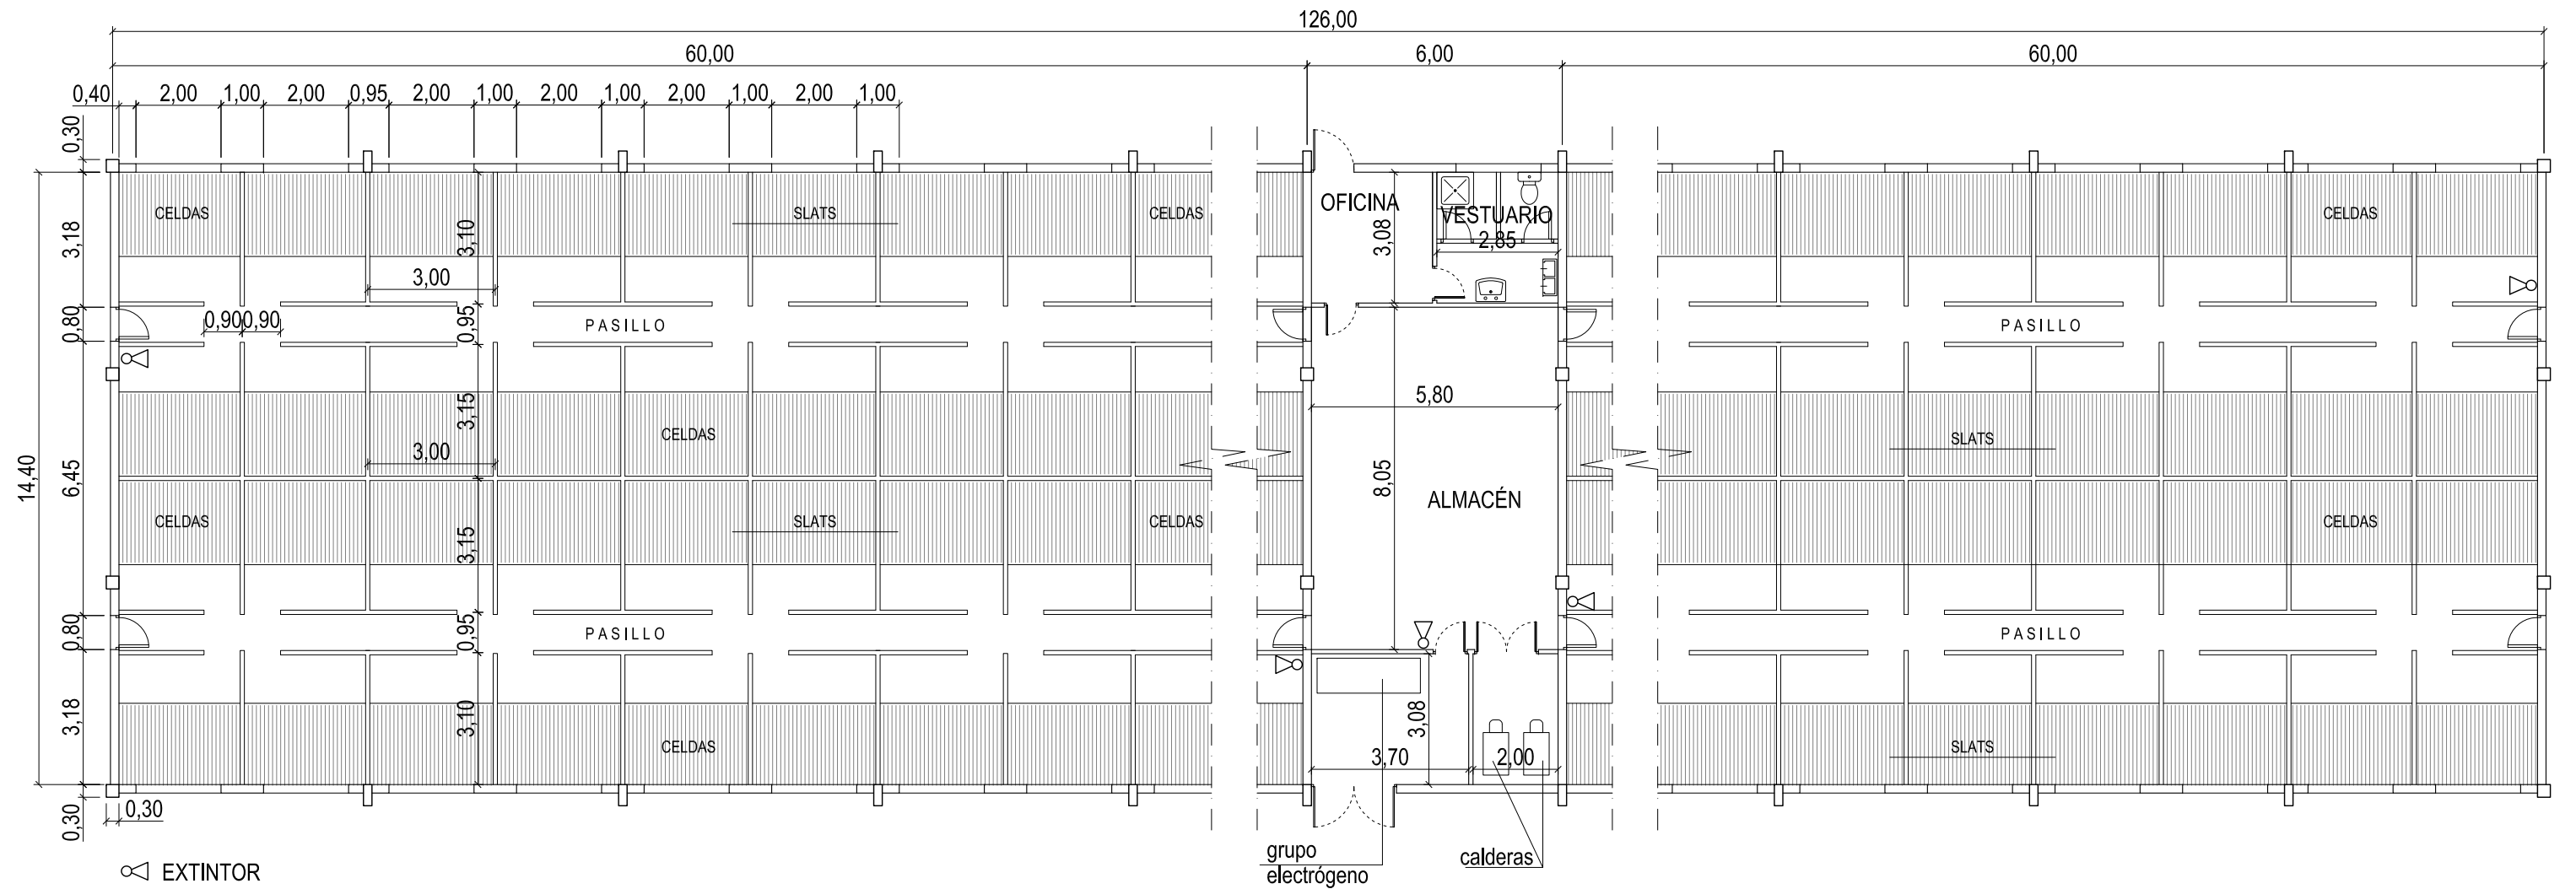 126,00
60,00 6,00 60,00
0,40 2,00 1,00 2,00 0,95 2,00 1,00 2,00 1,00 2,00 1,00 2,00 1,00
0,30
14,40
3,18
0,80
6,45
0,80
3,18
0,30
0,30
CELDAS SLATS CELDAS
3,10
3,00
0,95
0,90 0,90
PASILLO
3,15
CELDAS
3,00
CELDAS SLATS CELDAS
3,15
0,95
PASILLO
3,10
CELDAS
OFICINA
VESTUARIO
3,08
2,85
5,80
8,05
ALMACÉN
3,08
3,70 2,00
grupo
electrógeno
calderas
CELDAS
PASILLO
SLATS
CELDAS
PASILLO
SLATS
EXTINTOR